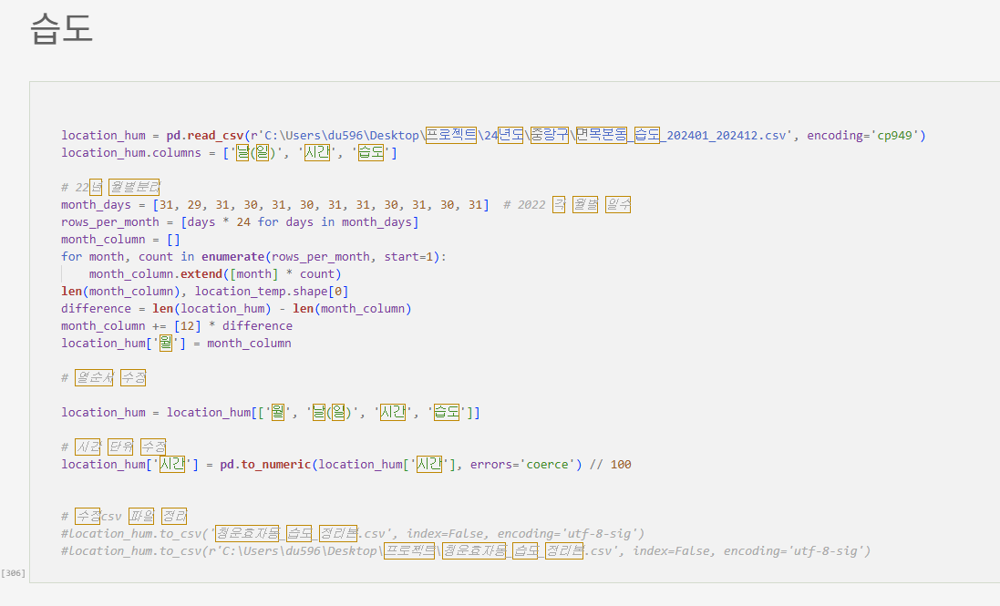 습도
location_hum = pd.read_csv(r'C:\Users\du596\Desktop\프로젝트\24년도\중랑구\면목본동_습도_202401_202412.csv', encoding='cp949')
location_hum.columns = ['날(일)', '시간', '습도']
# 22년 월별분리
month_days = [31, 29, 31, 30, 31, 30, 31, 31, 30, 31, 30, 31]  # 2022 각 월별 일수
rows_per_month = [days * 24 for days in month_days]
month_column = []
for month, count in enumerate(rows_per_month, start=1):
    month_column.extend([month] * count)
len(month_column), location_temp.shape[0]
difference = len(location_hum) - len(month_column)
month_column += [12] * difference
location_hum['월'] = month_column
# 열순서 수정
location_hum = location_hum[['월', '날(일)', '시간', '습도']]
# 시간 단위 수정
location_hum['시간'] = pd.to_numeric(location_hum['시간'], errors='coerce') // 100
# 수정csv 파일 정리
#location_hum.to_csv('청운효자동_습도_정리본.csv', index=False, encoding='utf-8-sig')
#location_hum.to_csv(r'C:\Users\du596\Desktop\프로젝트\청운효자동_습도_정리본.csv', index=False, encoding='utf-8-sig')
[306]